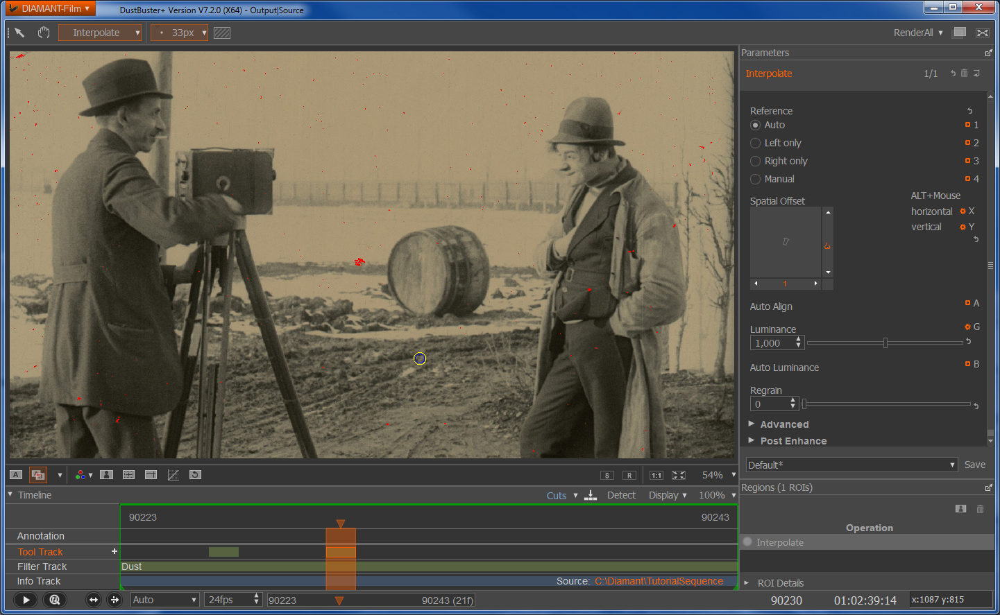 DIAMANT-Film
DustBuster+ Version V7.2.0 (X64) - Output|Source
Interpolate
33px
RenderAll
Parameters
Interpolate 1/1
Reference
Auto 1
Left only 2
Right only 3
Manual 4
Spatial Offset
ALT+Mouse
horizontal X
vertical Y
3
1
Auto Align A
Luminance G
1,000
Auto Luminance B
Regrain
0
Advanced
Post Enhance
Default* Save
Regions (1 ROIs)
Operation
Interpolate
ROI Details
A
S R 1:1 54%
Timeline Cuts Detect Display 100%
90223 90243
Annotation
Tool Track +
Filter Track Dust
Info Track Source: C:\Diamant\TutorialSequence
Auto 24fps 90223 90243 (21f)
90230 01:02:39:14 x:1087 y:815